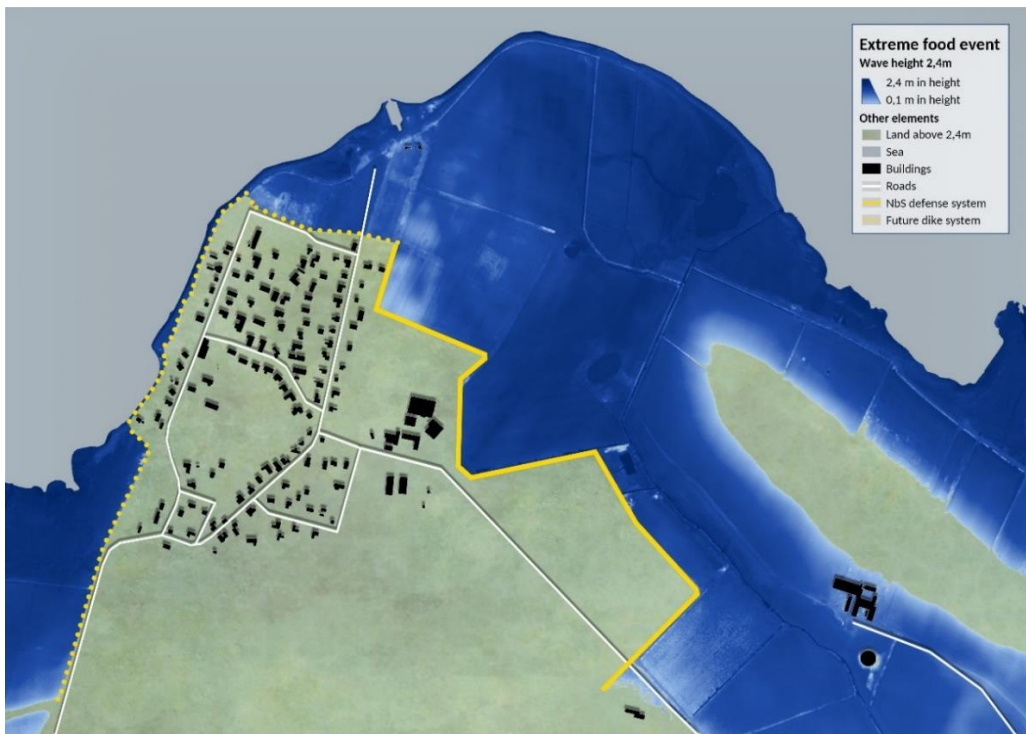 Extreme food event
Wave height 2,4m
2,4 m in height
0,1 m in height
Other elements
Land above 2,4m
Sea
Buildings
Roads
NbS defense system
Future dike system